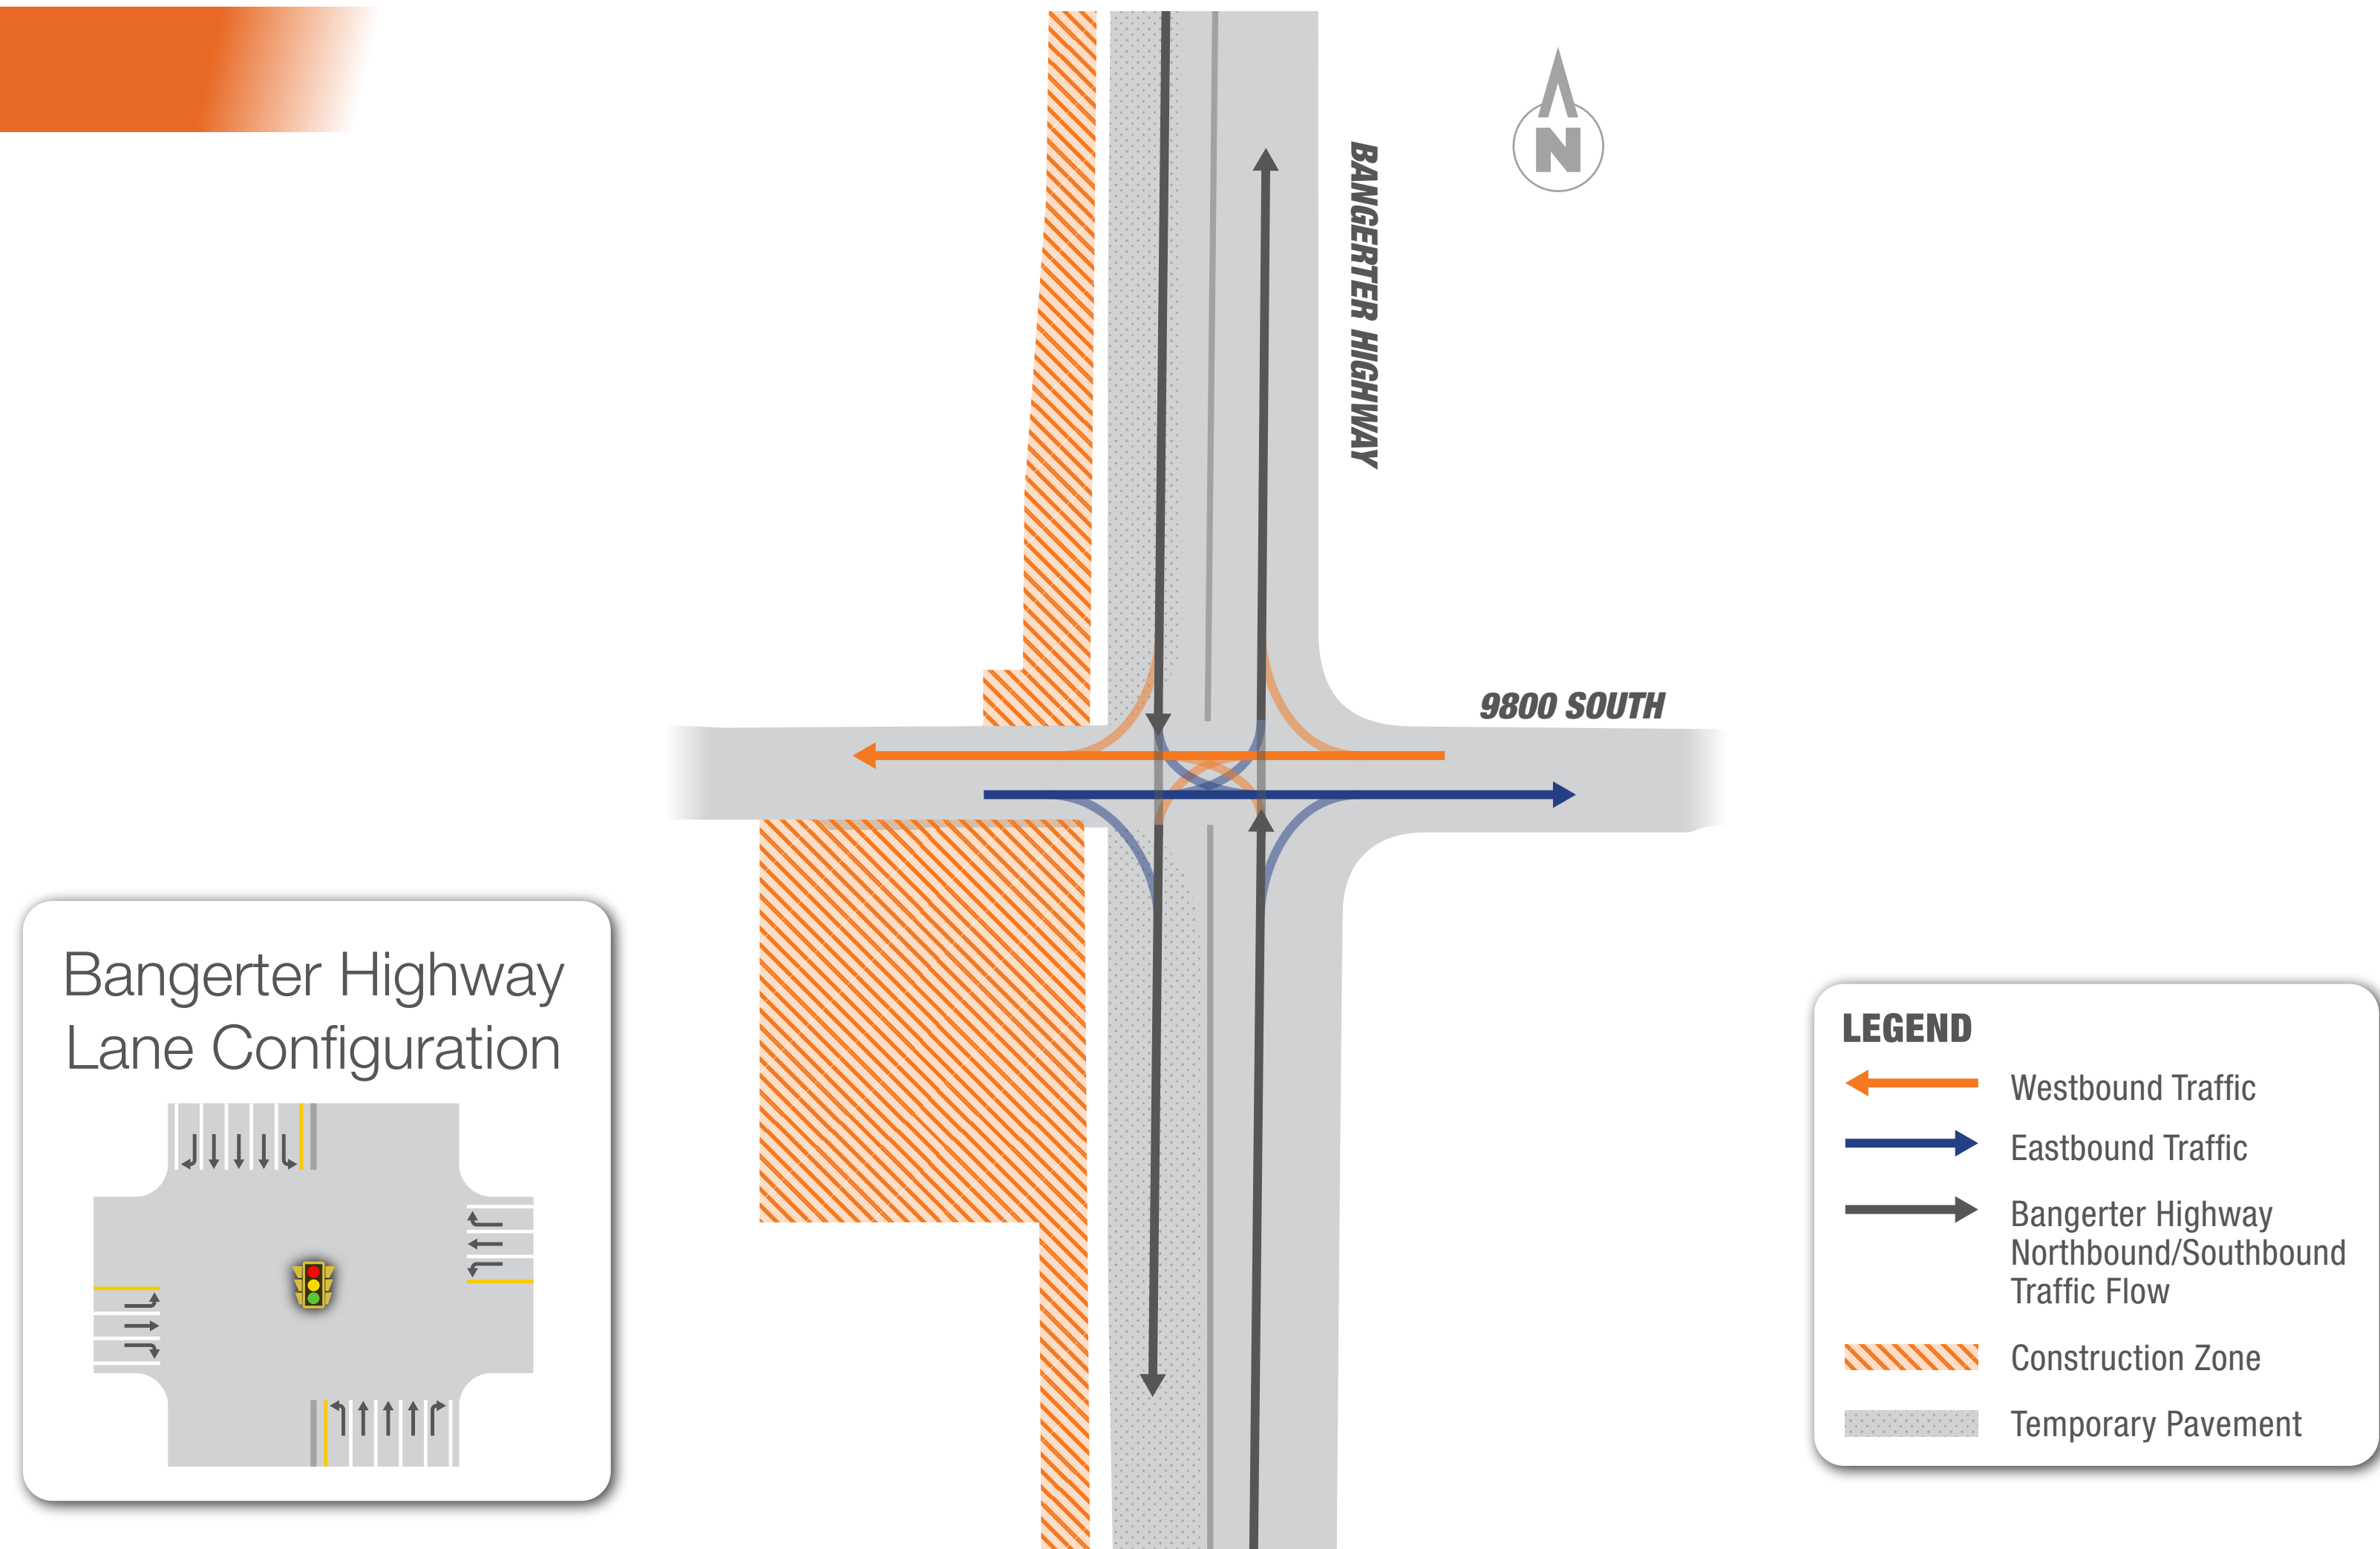 N
BANGERTER HIGHWAY
9800 SOUTH
Bangerter Highway
Lane Configuration
LEGEND
Westbound Traffic
Eastbound Traffic
Bangerter Highway
Northbound/Southbound
Traffic Flow
Construction Zone
Temporary Pavement